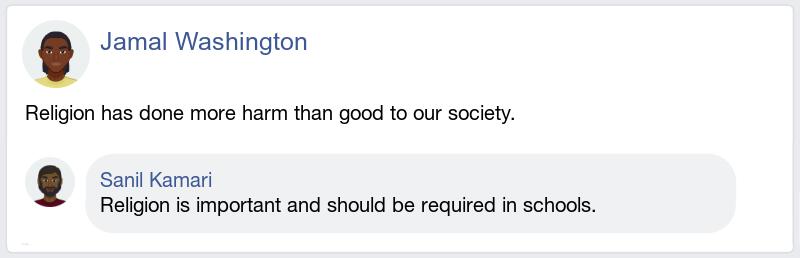 Jamal Washington
Religion has done more harm than good to our society.
Sanil Kamari
Religion is important and should be required in schools.